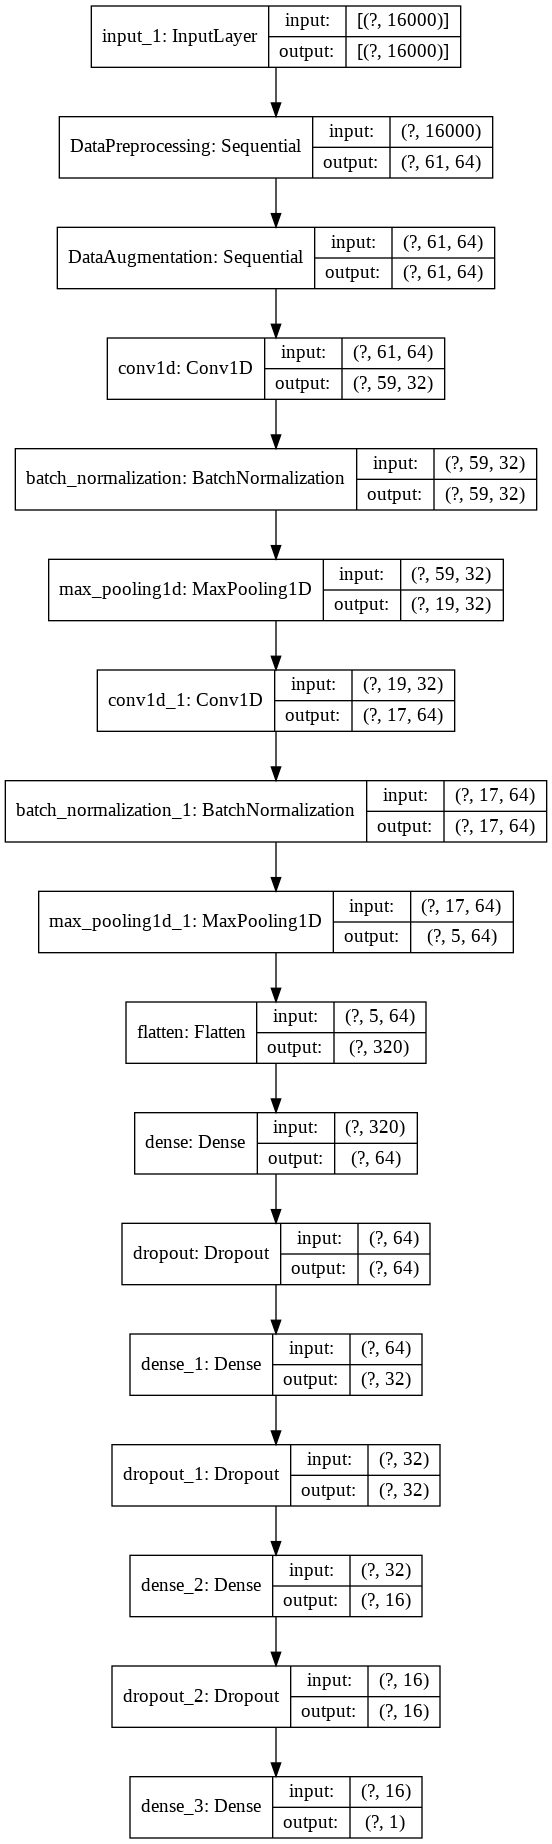 input_1: InputLayer
input: [(?, 16000)]
output: [(?, 16000)]
DataPreprocessing: Sequential
input: (?, 16000)
output: (?, 61, 64)
DataAugmentation: Sequential
input: (?, 61, 64)
output: (?, 61, 64)
conv1d: Conv1D
input: (?, 61, 64)
output: (?, 59, 32)
batch_normalization: BatchNormalization
input: (?, 59, 32)
output: (?, 59, 32)
max_pooling1d: MaxPooling1D
input: (?, 59, 32)
output: (?, 19, 32)
conv1d_1: Conv1D
input: (?, 19, 32)
output: (?, 17, 64)
batch_normalization_1: BatchNormalization
input: (?, 17, 64)
output: (?, 17, 64)
max_pooling1d_1: MaxPooling1D
input: (?, 17, 64)
output: (?, 5, 64)
flatten: Flatten
input: (?, 5, 64)
output: (?, 320)
dense: Dense
input: (?, 320)
output: (?, 64)
dropout: Dropout
input: (?, 64)
output: (?, 64)
dense_1: Dense
input: (?, 64)
output: (?, 32)
dropout_1: Dropout
input: (?, 32)
output: (?, 32)
dense_2: Dense
input: (?, 32)
output: (?, 16)
dropout_2: Dropout
input: (?, 16)
output: (?, 16)
dense_3: Dense
input: (?, 16)
output: (?, 1)